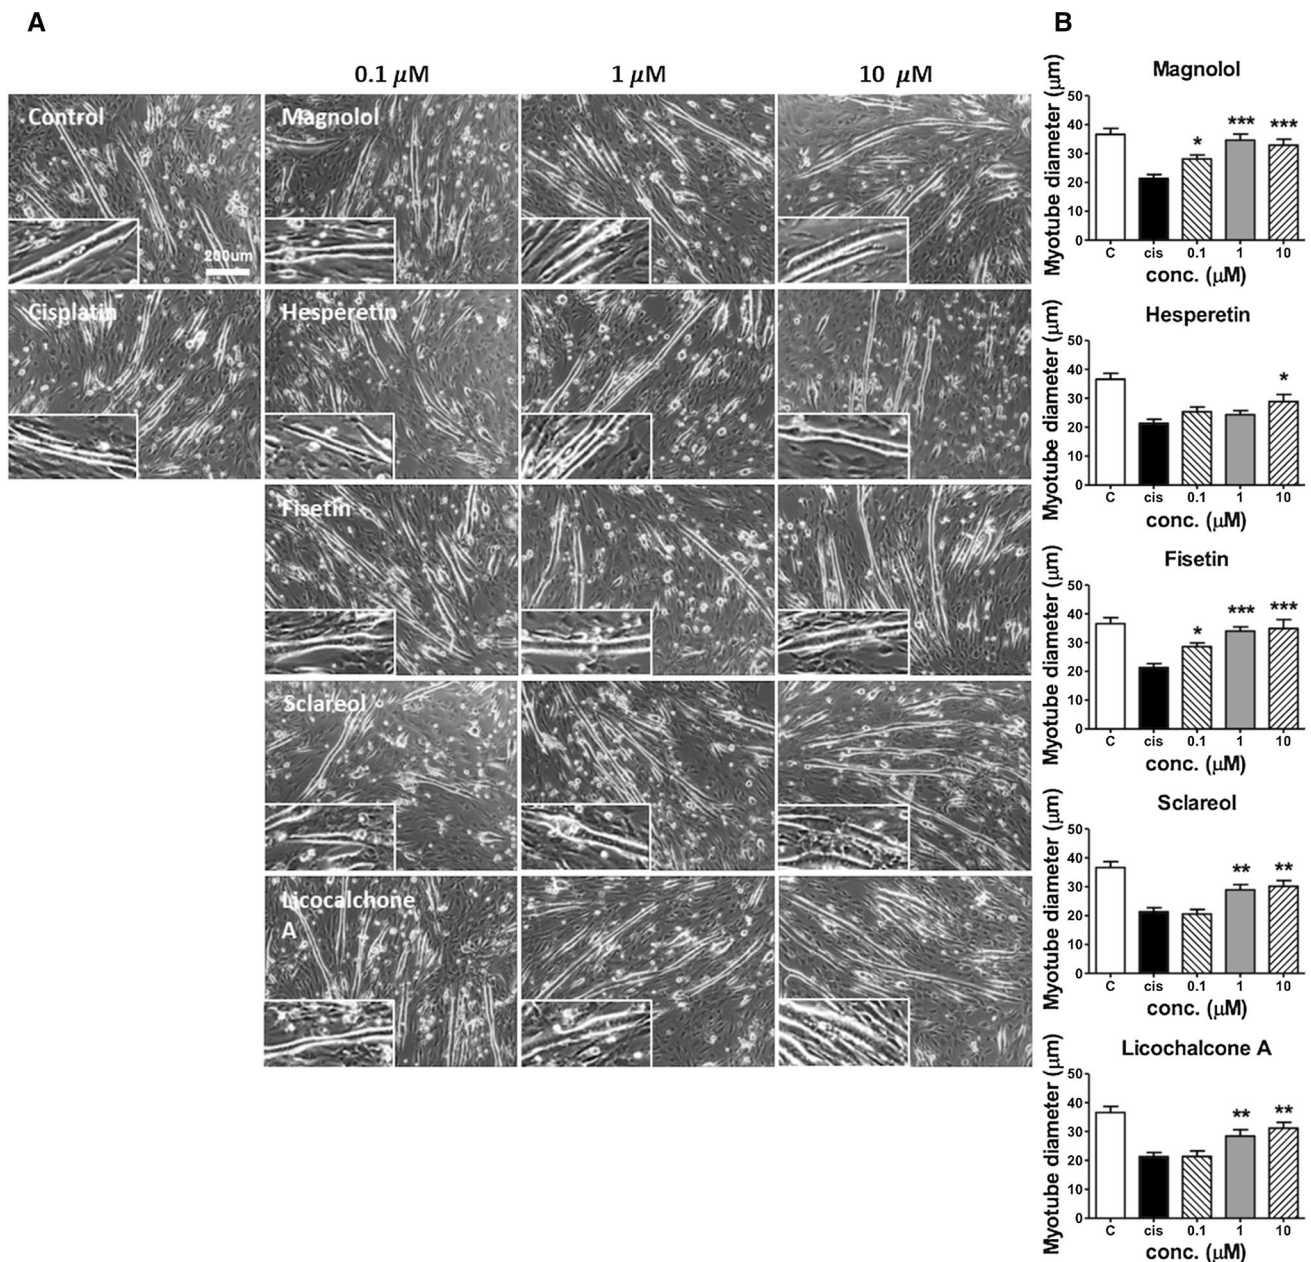 A
B
0.1 μM
1 μM
10 μM
Control
200um
Magnolol
Cisplatin
Hesperetin
Fisetin
Sclareol
Licocalchone
A
Magnolol
Myotube diameter (μm)
50
40
30
20
10
0
* *** ***
C cis 0.1 1 10
conc. (μM)
Hesperetin
Myotube diameter (μm)
50
40
30
20
10
0
*
C cis 0.1 1 10
conc. (μM)
Fisetin
Myotube diameter (μm)
50
40
30
20
10
0
* *** ***
C cis 0.1 1 10
conc. (μM)
Sclareol
Myotube diameter (μm)
50
40
30
20
10
0
** **
C cis 0.1 1 10
conc. (μM)
Licochalcone A
Myotube diameter (μm)
50
40
30
20
10
0
** **
C cis 0.1 1 10
conc. (μM)